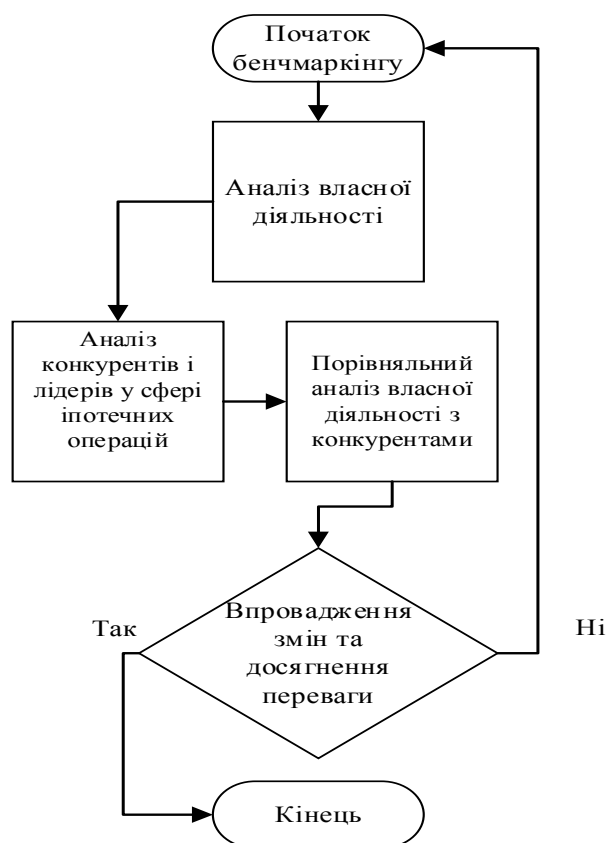 Початок
бенчмаркінгу
Аналіз власної
діяльності
Аналіз
конкурентів і
лідерів у сфері
іпотечних
операцій
Порівняльний
аналіз власної
діяльності з
конкурентами
Впровадження
змін та
досягнення
переваги
Так
Ні
Кінець